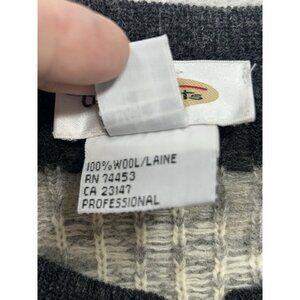 100% WOOL/LAINE
RN 74453
CA 23147
PROFESSIONAL